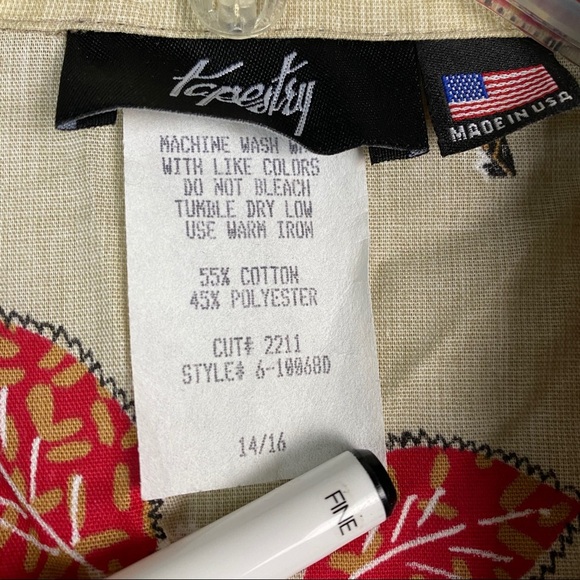 Tapestry
MADE IN USA
MACHINE WASH
WITH LIKE COLORS
DO NOT BLEACH
TUMBLE DRY LOW
USE WARM IRON
55% COTTON
45% POLYESTER
CUT# 2211
STYLE# 6-10068D
14/16
FINE